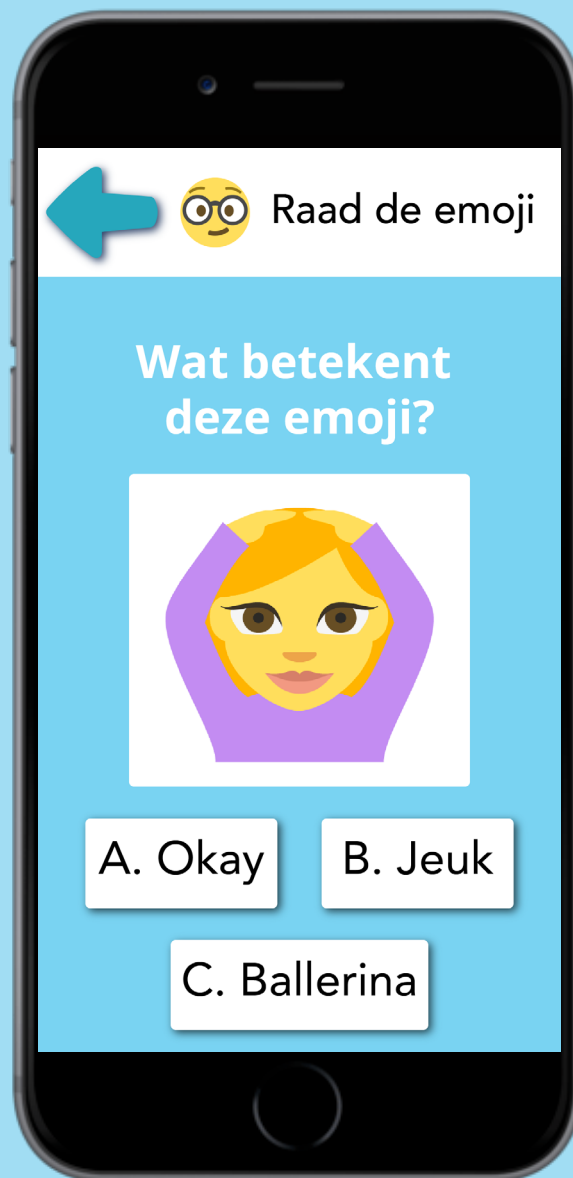 Raad de emoji
Wat betekent
deze emoji?
A. Okay
B. Jeuk
C. Ballerina